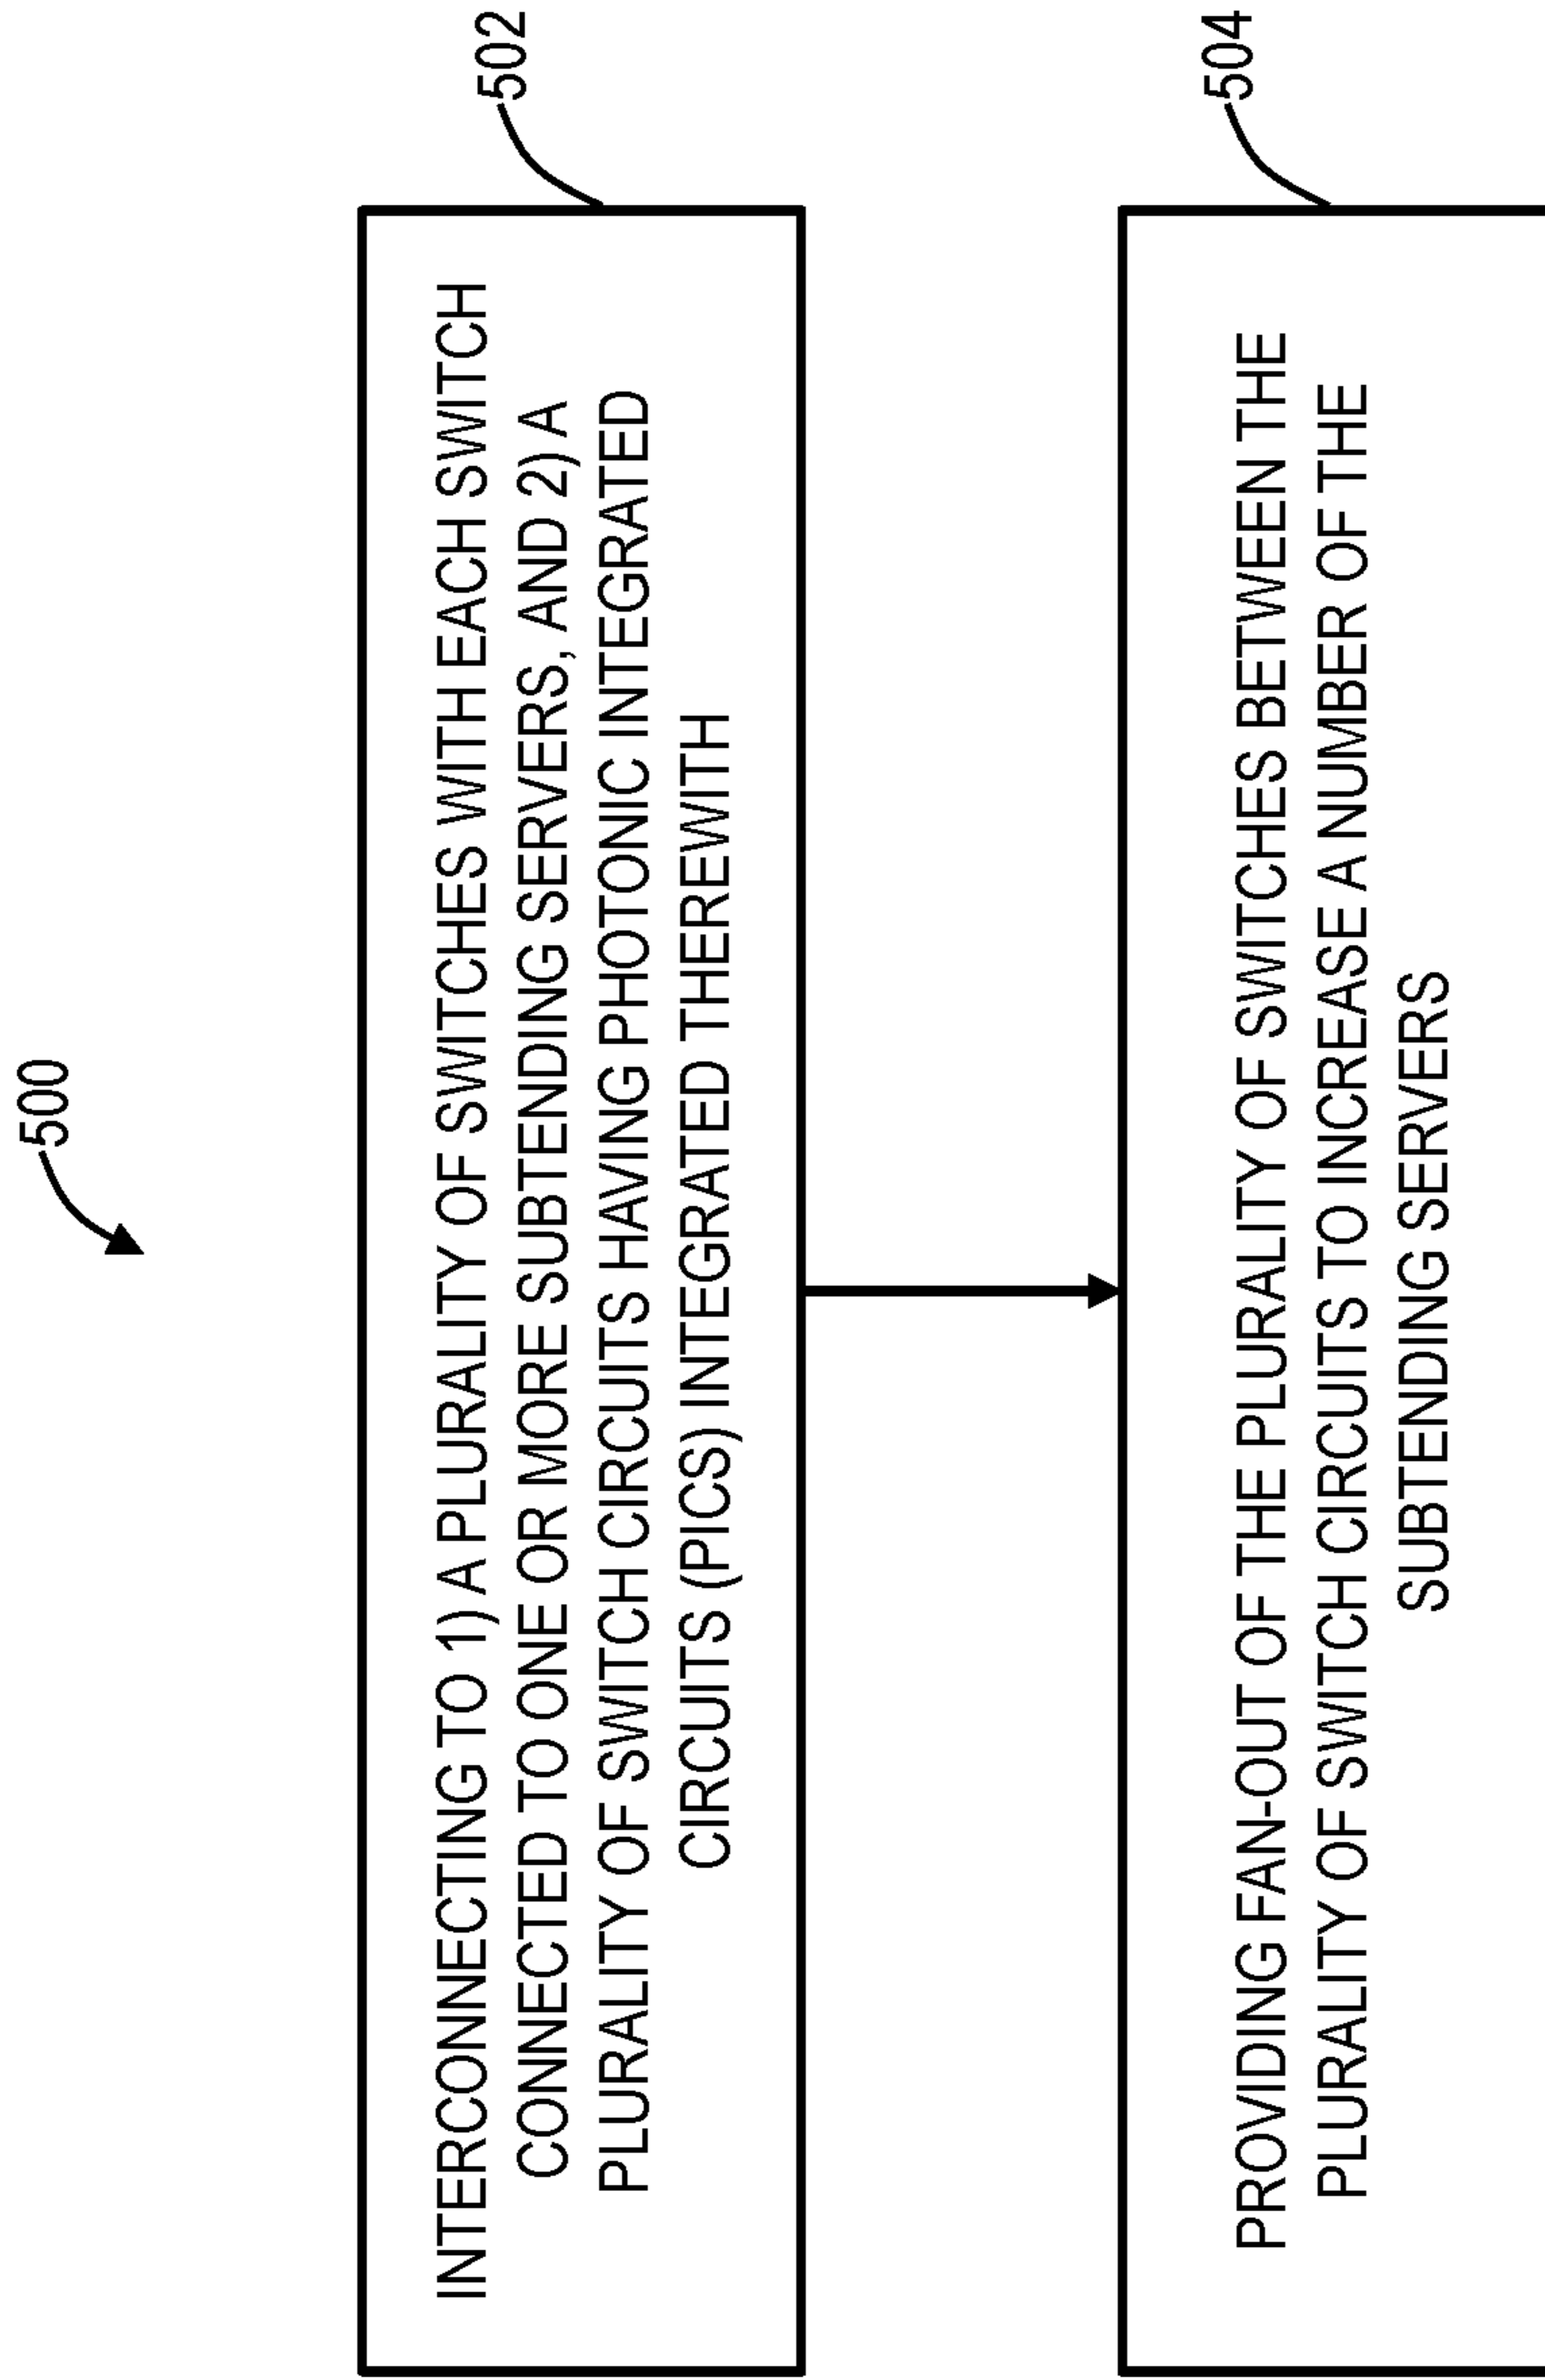 500
502
INTERCONNECTING TO 1) A PLURALITY OF SWITCHES WITH EACH SWITCH
CONNECTED TO ONE OR MORE SUBTENDING SERVERS, AND 2) A
PLURALITY OF SWITCH CIRCUITS HAVING PHOTONIC INTEGRATED
CIRCUITS (PICS) INTEGRATED THEREWITH
504
PROVIDING FAN-OUT OF THE PLURALITY OF SWITCHES BETWEEN THE
PLURALITY OF SWITCH CIRCUITS TO INCREASE A NUMBER OF THE
SUBTENDING SERVERS